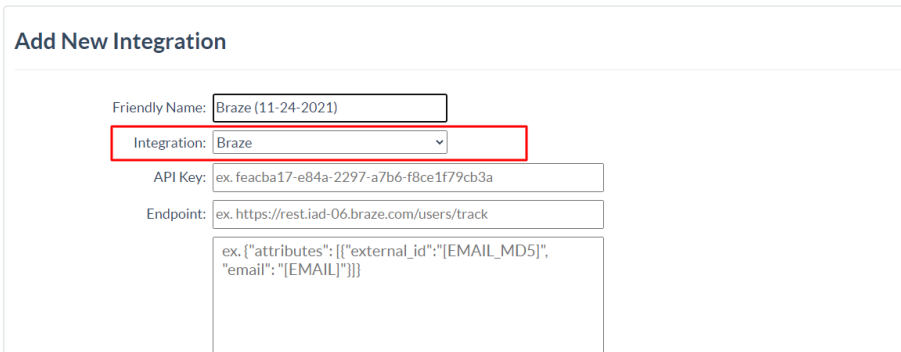 Add New Integration
Friendly Name: Braze (11-24-2021)
Integration: Braze
API Key: ex. feacba17-e84a-2297-a7b6-f8ce1f79cb3a
Endpoint: ex. https://rest.iad-06.braze.com/users/track
ex. {"attributes": [{"external_id":"[EMAIL_MD5]",
"email": "[EMAIL]"}]}